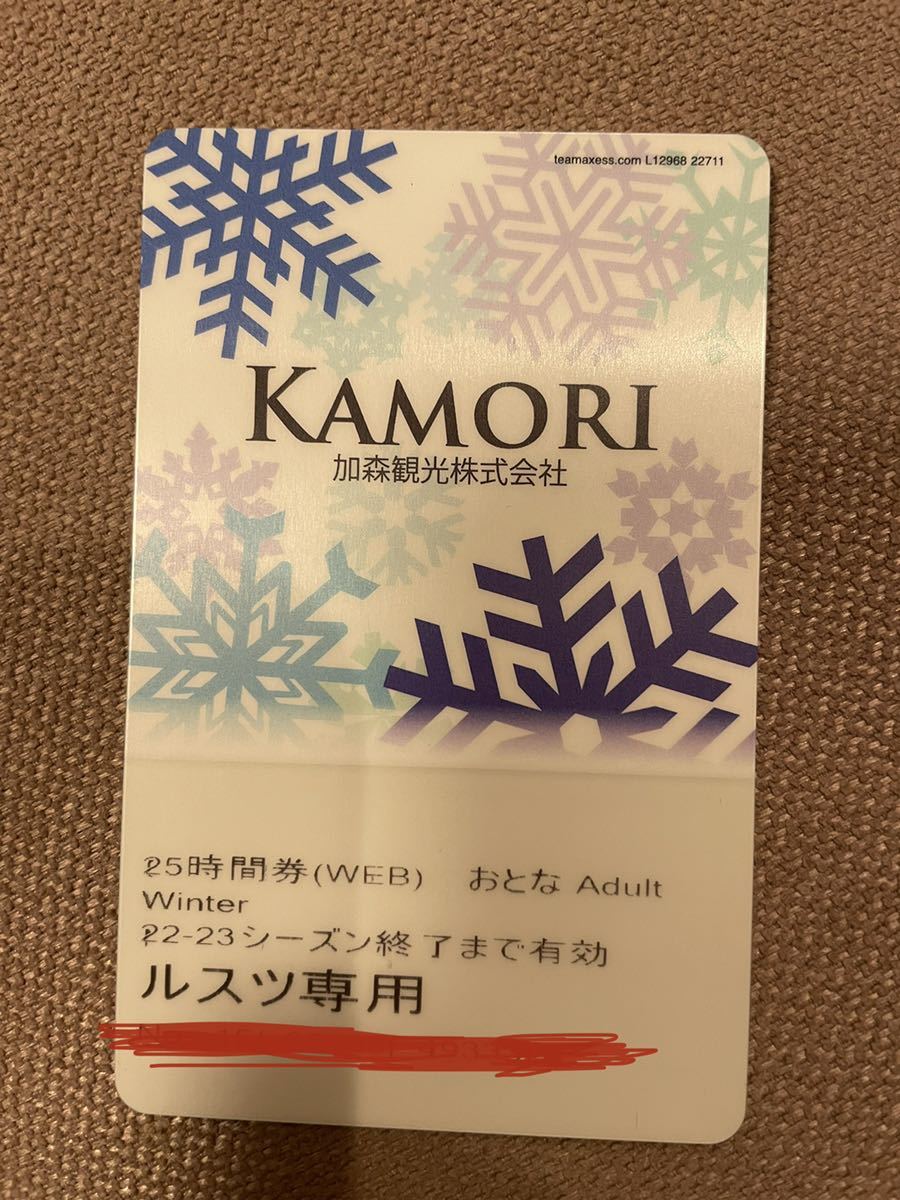 teamaxess.com L12968 22711
KAMORI
加森観光株式会社
25時間券(WEB) おとな Adult
Winter
22-23シーズン終了まで有効
ルスツ専用